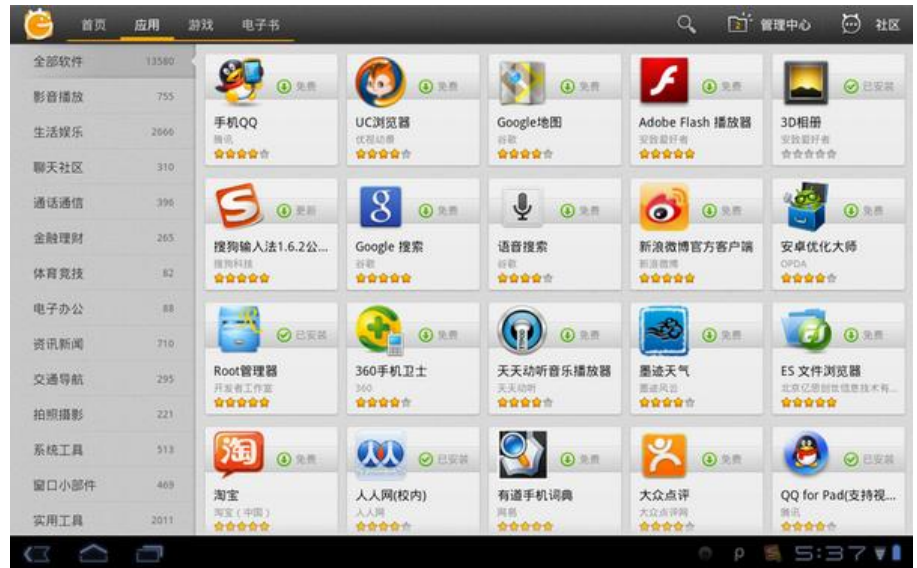 首页 应用 游戏 电子书 2 管理中心 社区
全部软件 13580
影音播放 755
生活娱乐 2666
聊天社区 310
通话通信 396
金融理财 265
体育竞技 82
电子办公 88
资讯新闻 710
交通导航 295
拍照摄影 221
系统工具 513
窗口小部件 469
实用工具 2011
免费 免费 免费 免费 已安装
手机QQ UC浏览器 Google地图 Adobe Flash 播放器 3D相册
腾讯 优视动景 谷歌 安致爱好者 安致爱好者
更新 免费 免费 免费 免费
搜狗输入法1.6.2公... Google 搜索 语音搜索 新浪微博官方客户端 安卓优化大师
搜狗科技 谷歌 谷歌 新浪微博 OPDA
已安装 免费 免费 免费 免费
Root管理器 360手机卫士 天天动听音乐播放器 墨迹天气 ES 文件浏览器
开发者工作室 360 天天动听 墨迹风云 北京亿思创世信息技术有...
免费 已安装 免费 免费 已安装
淘宝 人人网(校内) 有道手机词典 大众点评 QQ for Pad(支持视...
淘宝（中国） 人人网 网易 大众点评网 腾讯
5:37